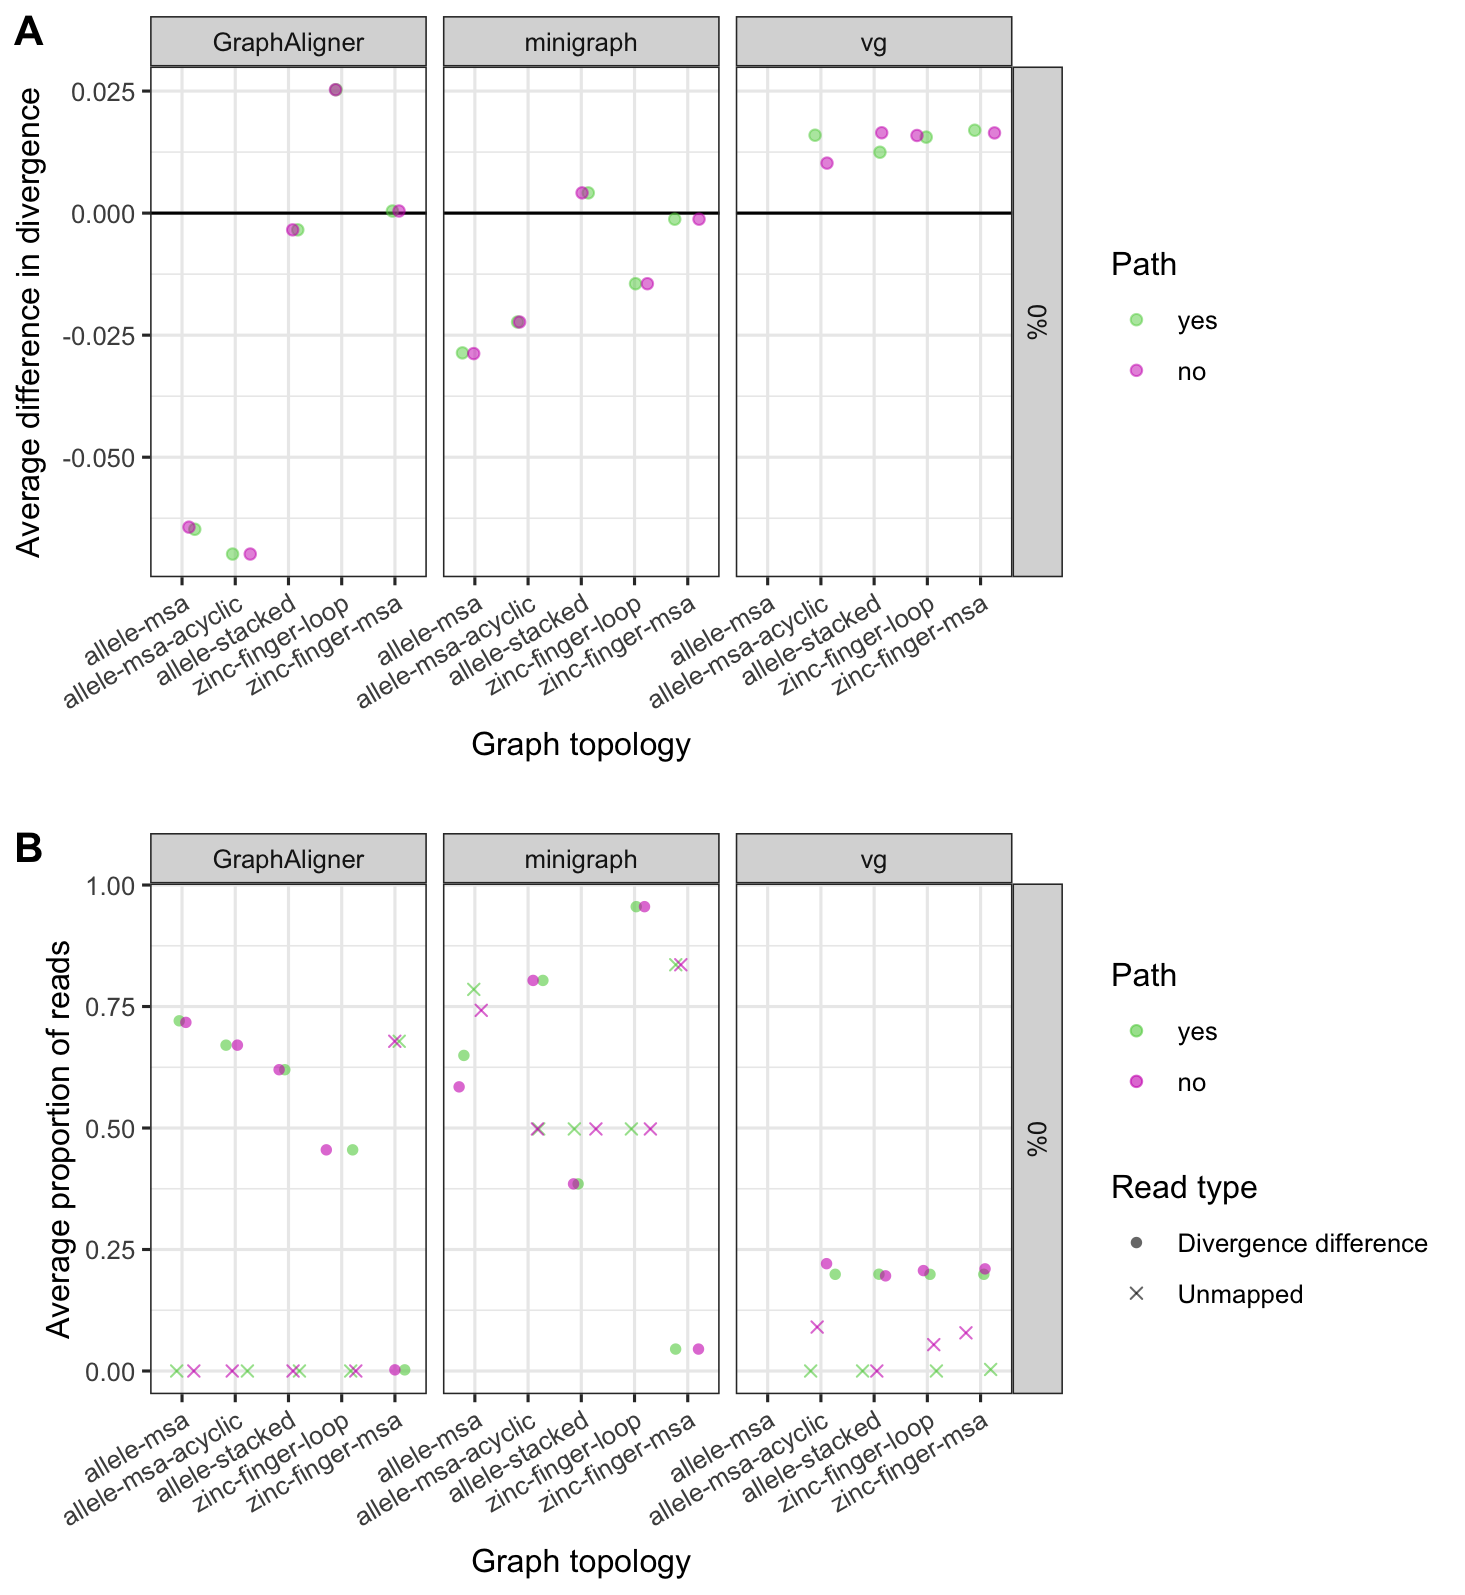 A
GraphAligner
minigraph
vg
0.025
0.000
-0.025
-0.050
Average difference in divergence
0%
allele-msa
allele-msa-acyclic
allele-stacked
zinc-finger-loop
zinc-finger-msa
allele-msa
allele-msa-acyclic
allele-stacked
zinc-finger-loop
zinc-finger-msa
allele-msa
allele-msa-acyclic
allele-stacked
zinc-finger-loop
zinc-finger-msa
Graph topology
Path
yes
no
B
GraphAligner
minigraph
vg
1.00
0.75
0.50
0.25
0.00
Average proportion of reads
0%
allele-msa
allele-msa-acyclic
allele-stacked
zinc-finger-loop
zinc-finger-msa
allele-msa
allele-msa-acyclic
allele-stacked
zinc-finger-loop
zinc-finger-msa
allele-msa
allele-msa-acyclic
allele-stacked
zinc-finger-loop
zinc-finger-msa
Graph topology
Path
yes
no
Read type
Divergence difference
Unmapped